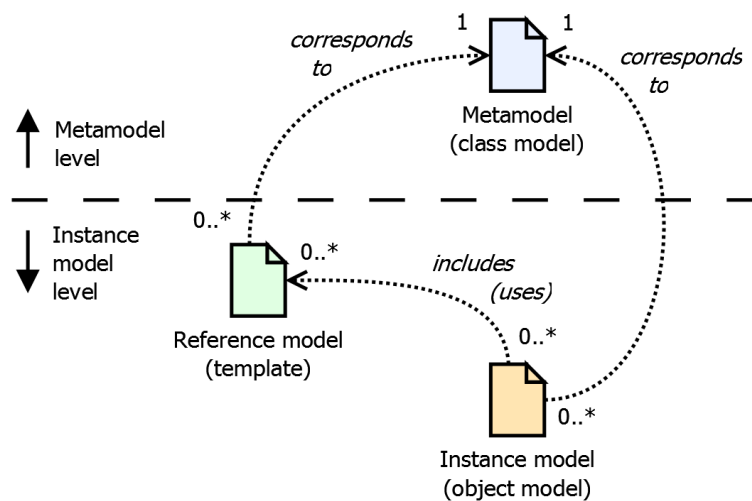 1
1
corresponds
to
corresponds
to
Metamodel
(class model)
Metamodel
level
0..*
Instance
model
level
0..*
includes
(uses)
Reference model
(template)
0..*
0..*
Instance model
(object model)